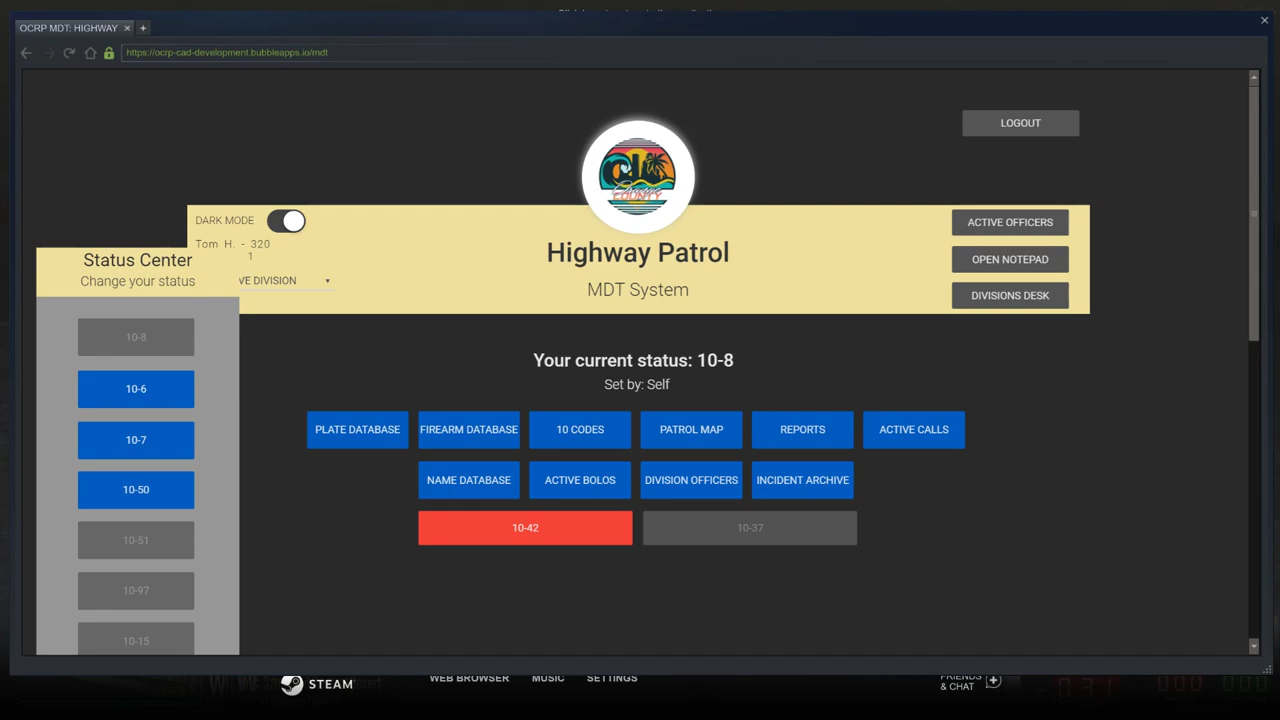 OCRP MDT: HIGHWAY
https://ocrp-cad-development.bubbleapps.io/mdt
LOGOUT
DARK MODE
Tom H. - 320
1
VE DIVISION
Highway Patrol
MDT System
ACTIVE OFFICERS
OPEN NOTEPAD
DIVISIONS DESK
Status Center
Change your status
10-8
10-6
10-7
10-50
10-51
10-97
10-15
Your current status: 10-8
Set by: Self
PLATE DATABASE
FIREARM DATABASE
10 CODES
PATROL MAP
REPORTS
ACTIVE CALLS
NAME DATABASE
ACTIVE BOLOS
DIVISION OFFICERS
INCIDENT ARCHIVE
10-42
10-37
COUNTY
STEAM
WEB BROWSER
MUSIC
SETTINGS
FRIENDS
& CHAT